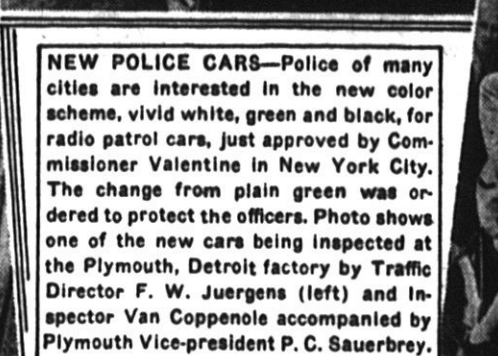 NEW POLICE CARS—Police of many
cities are interested in the new color
scheme, vivid white, green and black, for
radio patrol cars, just approved by Com-
missioner Valentine in New York City.
The change from plain green was or-
dered to protect the officers. Photo shows
one of the new cars being inspected at
the Plymouth, Detroit factory by Traffic
Director F. W. Juergens (left) and In-
spector Van Coppenole accompanied by
Plymouth Vice-president P. C. Sauerbrey.